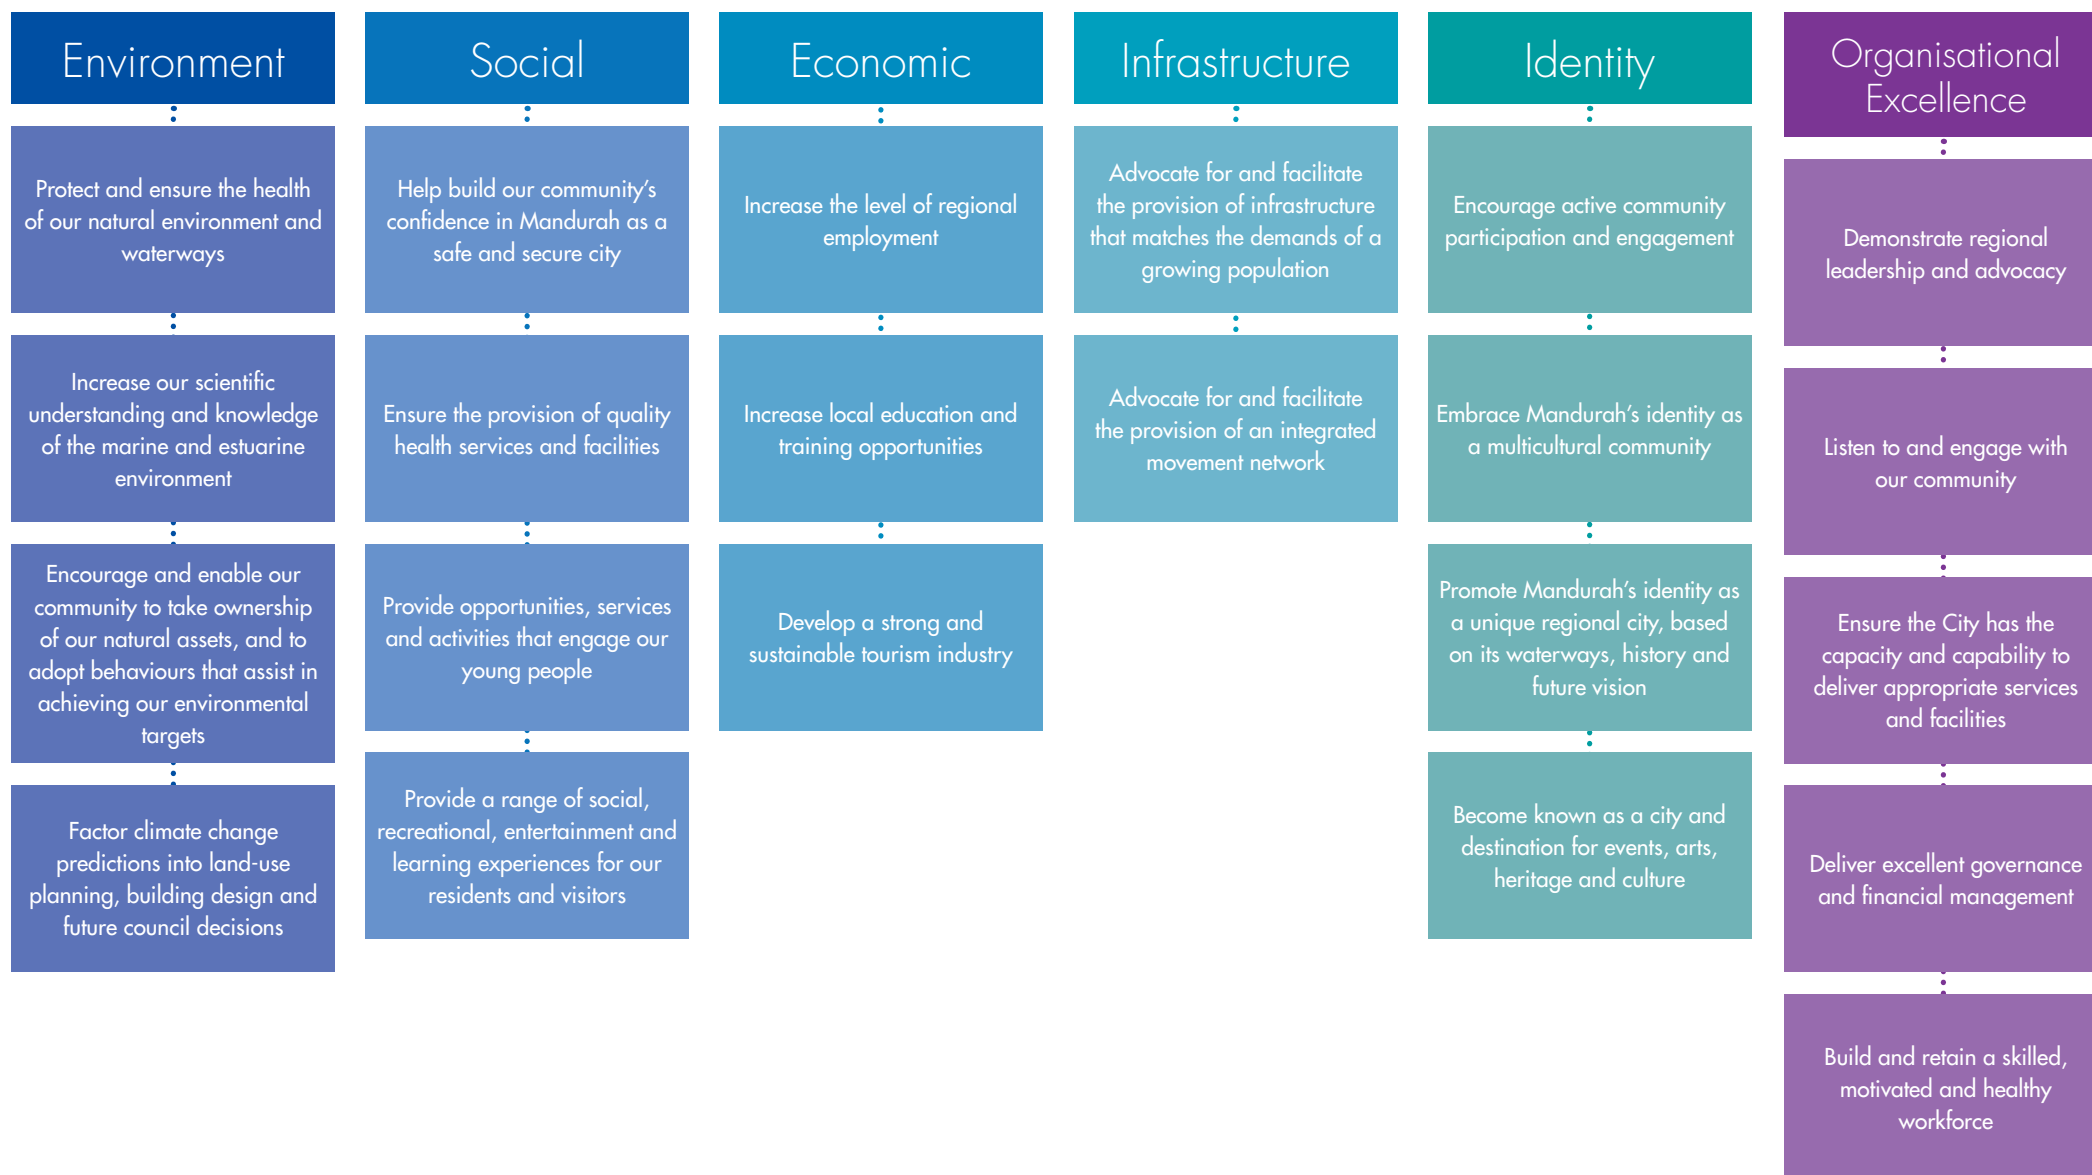 Environment
Protect and ensure the health
of our natural environment and
waterways
Increase our scientific
understanding and knowledge
of the marine and estuarine
environment
Encourage and enable our
community to take ownership
of our natural assets, and to
adopt behaviours that assist in
achieving our environmental
targets
Factor climate change
predictions into land-use
planning, building design and
future council decisions
Social
Help build our community's
confidence in Mandurah as a
safe and secure city
Ensure the provision of quality
health services and facilities
Provide opportunities, services
and activities that engage our
young people
Provide a range of social,
recreational, entertainment and
learning experiences for our
residents and visitors
Economic
Increase the level of regional
employment
Increase local education and
training opportunities
Develop a strong and
sustainable tourism industry
Infrastructure
Advocate for and facilitate
the provision of infrastructure
that matches the demands of a
growing population
Advocate for and facilitate
the provision of an integrated
movement network
Identity
Encourage active community
participation and engagement
Embrace Mandurah's identity as
a multicultural community
Promote Mandurah's identity as
a unique regional city, based
on its waterways, history and
future vision
Become known as a city and
destination for events, arts,
heritage and culture
Organisational
Excellence
Demonstrate regional
leadership and advocacy
Listen to and engage with
our community
Ensure the City has the
capacity and capability to
deliver appropriate services
and facilities
Deliver excellent governance
and financial management
Build and retain a skilled,
motivated and healthy
workforce